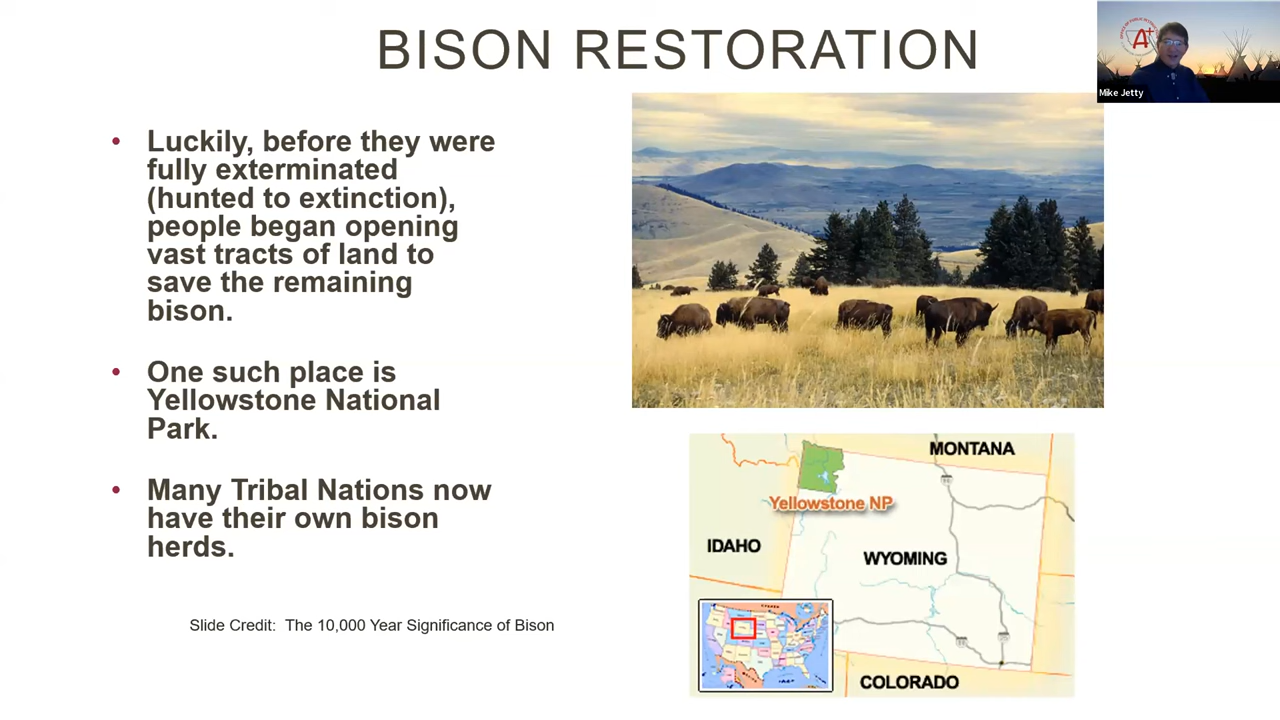 BISON RESTORATION
A+
Mike Jetty
• Luckily, before they were
fully exterminated
(hunted to extinction),
people began opening
vast tracts of land to
save the remaining
bison.
• One such place is
Yellowstone National
Park.
• Many Tribal Nations now
have their own bison
herds.
Slide Credit: The 10,000 Year Significance of Bison
MONTANA
Yellowstone NP
IDAHO
WYOMING
COLORADO